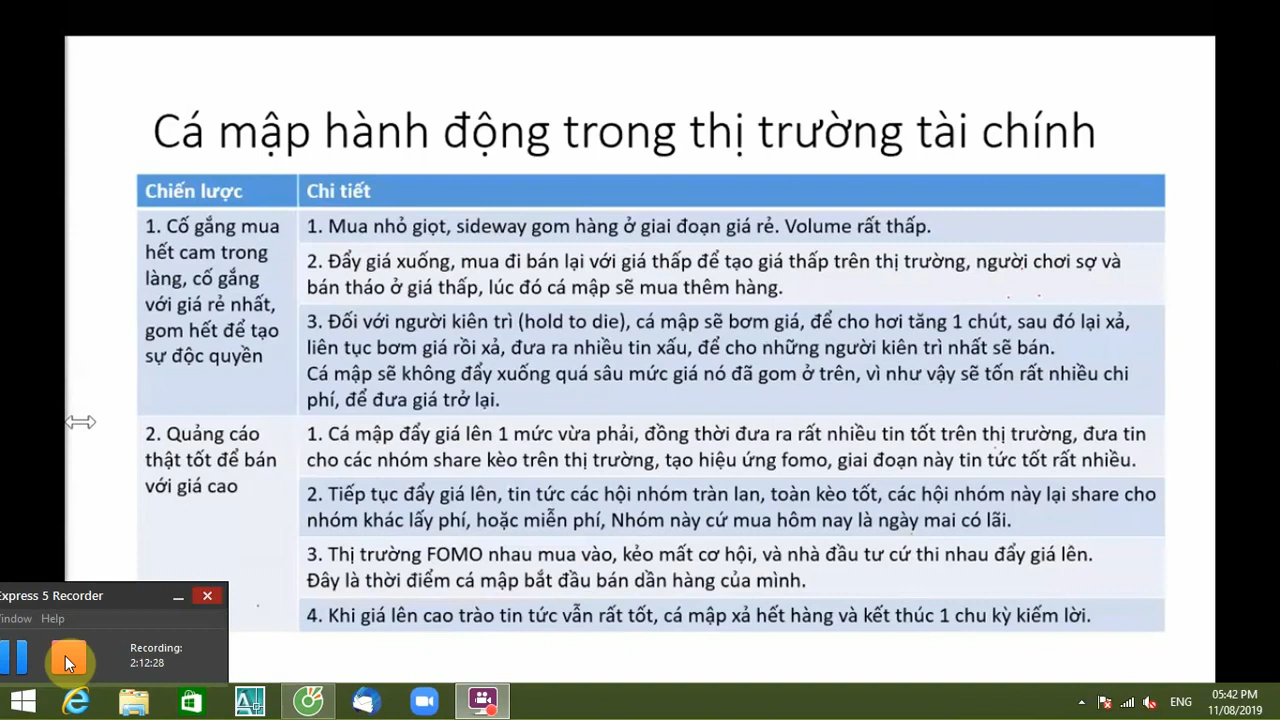 Cá mập hành động trong thị trường tài chính
Chiến lược
Chi tiết
1. Cố gắng mua
hết cam trong
làng, cố gắng
với giá rẻ nhất,
gom hết để tạo
sự độc quyền
1. Mua nhỏ giọt, sideway gom hàng ở giai đoạn giá rẻ. Volume rất thấp.
2. Đẩy giá xuống, mua đi bán lại với giá thấp để tạo giá thấp trên thị trường, người chơi sợ và
bán tháo ở giá thấp, lúc đó cá mập sẽ mua thêm hàng.
3. Đối với người kiên trì (hold to die), cá mập sẽ bơm giá, để cho hơi tăng 1 chút, sau đó lại xả,
liên tục bơm giá rồi xả, đưa ra nhiều tin xấu, để cho những người kiên trì nhất sẽ bán.
Cá mập sẽ không đẩy xuống quá sâu mức giá nó đã gom ở trên, vì như vậy sẽ tốn rất nhiều chi
phí, để đưa giá trở lại.
2. Quảng cáo
thật tốt để bán
với giá cao
1. Cá mập đẩy giá lên 1 mức vừa phải, đồng thời đưa ra rất nhiều tin tốt trên thị trường, đưa tin
cho các nhóm share kèo trên thị trường, tạo hiệu ứng fomo, giai đoạn này tin tức tốt rất nhiều.
2. Tiếp tục đẩy giá lên, tin tức các hội nhóm tràn lan, toàn kèo tốt, các hội nhóm này lại share cho
nhóm khác lấy phí, hoặc miễn phí, Nhóm này cứ mua hôm nay là ngày mai có lãi.
3. Thị trường FOMO nhau mua vào, kẻo mất cơ hội, và nhà đầu tư cứ thi nhau đẩy giá lên.
Đây là thời điểm cá mập bắt đầu bán dần hàng của mình.
4. Khi giá lên cao trào tin tức vẫn rất tốt, cá mập xả hết hàng và kết thúc 1 chu kỳ kiếm lời.
Express 5 Recorder
indow Help
Recording:
2:12:28
ENG
05:42 PM
11/08/2019